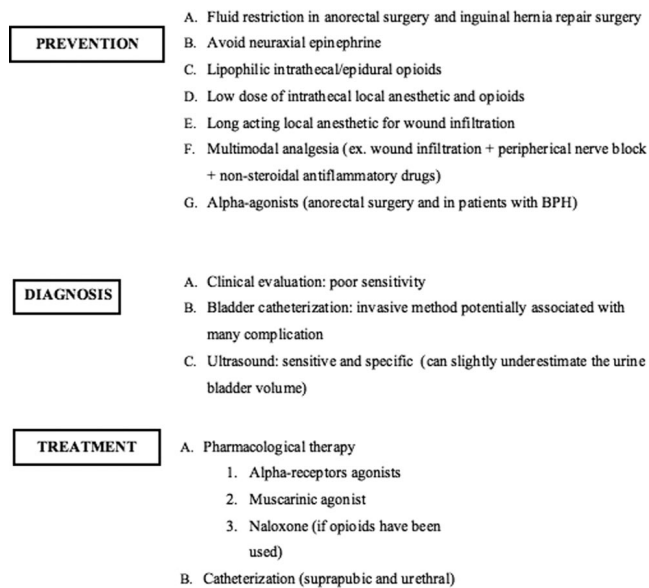 PREVENTION
A. Fluid restriction in anorectal surgery and inguinal hernia repair surgery
B. Avoid neuraxial epinephrine
C. Lipophilic intrathecal/epidural opioids
D. Low dose of intrathecal local anesthetic and opioids
E. Long acting local anesthetic for wound infiltration
F. Multimodal analgesia (ex. wound infiltration + peripherical nerve block
+ non-steroidal antiflammatory drugs)
G. Alpha-agonists (anorectal surgery and in patients with BPH)
DIAGNOSIS
A. Clinical evaluation: poor sensitivity
B. Bladder catheterization: invasive method potentially associated with
many complication
C. Ultrasound: sensitive and specific (can slightly underestimate the urine
bladder volume)
TREATMENT
A. Pharmacological therapy
1. Alpha-receptors agonists
2. Muscarinic agonist
3. Naloxone (if opioids have been
used)
B. Catheterization (suprapubic and urethral)